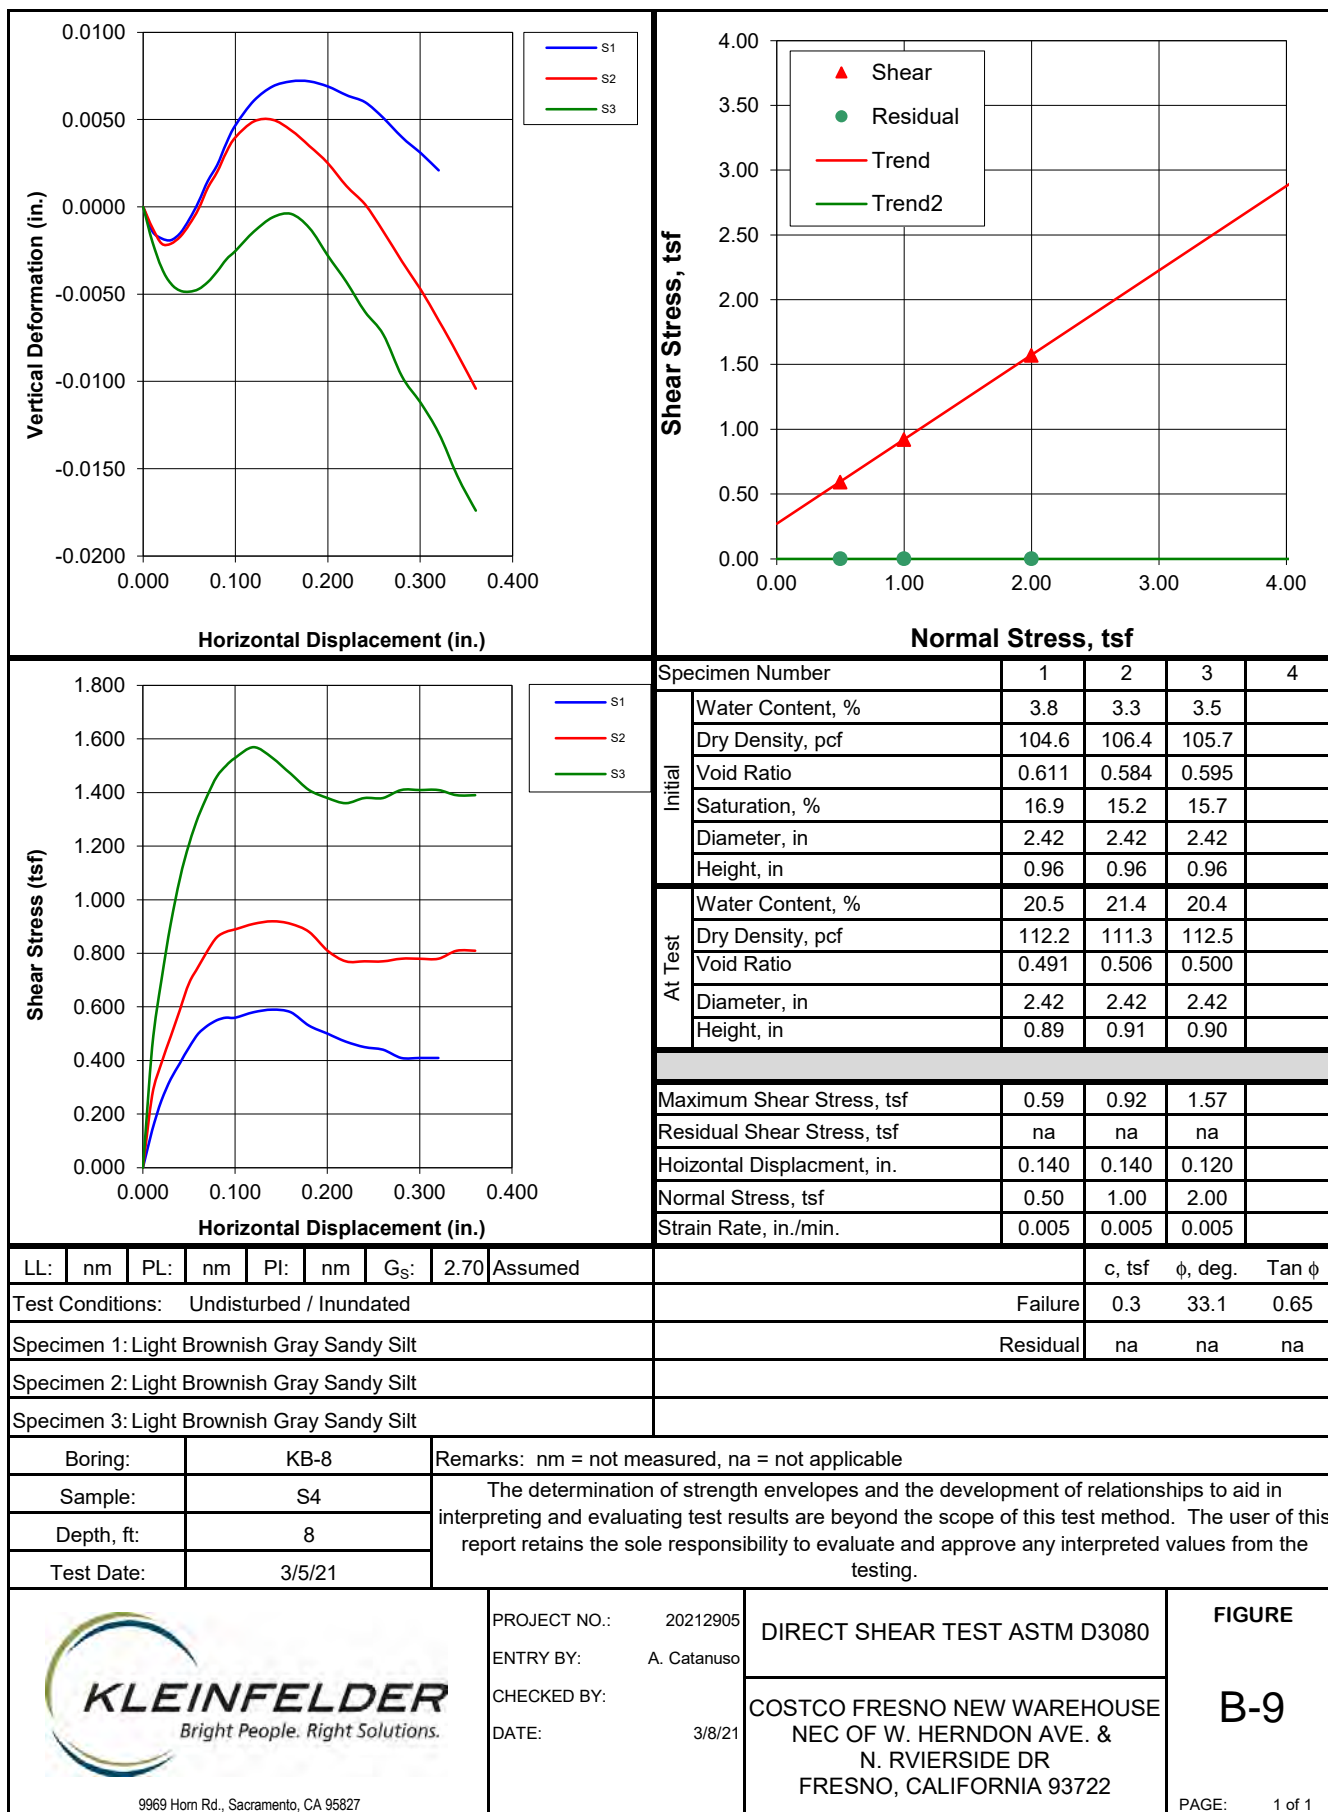 0.0100
0.0050
0.0000
-0.0050
-0.0100
-0.0150
-0.0200
0.000 0.100 0.200 0.300 0.400
Vertical Deformation (in.)
Horizontal Displacement (in.)
S1
S2
S3
4.00
3.50
3.00
2.50
2.00
1.50
1.00
0.50
0.00
0.00 1.00 2.00 3.00 4.00
Shear Stress, tsf
Normal Stress, tsf
Shear
Residual
Trend
Trend2
1.800
1.600
1.400
1.200
1.000
0.800
0.600
0.400
0.200
0.000
0.000 0.100 0.200 0.300 0.400
Shear Stress (tsf)
Horizontal Displacement (in.)
S1
S2
S3
Specimen Number 1 2 3 4
Initial
Water Content, % 3.8 3.3 3.5
Dry Density, pcf 104.6 106.4 105.7
Void Ratio 0.611 0.584 0.595
Saturation, % 16.9 15.2 15.7
Diameter, in 2.42 2.42 2.42
Height, in 0.96 0.96 0.96
At Test
Water Content, % 20.5 21.4 20.4
Dry Density, pcf 112.2 111.3 112.5
Void Ratio 0.491 0.506 0.500
Diameter, in 2.42 2.42 2.42
Height, in 0.89 0.91 0.90
Maximum Shear Stress, tsf 0.59 0.92 1.57
Residual Shear Stress, tsf na na na
Hoizontal Displacment, in. 0.140 0.140 0.120
Normal Stress, tsf 0.50 1.00 2.00
Strain Rate, in./min. 0.005 0.005 0.005
LL: nm PL: nm PI: nm GS: 2.70 Assumed
c, tsf ϕ, deg. Tan ϕ
Test Conditions: Undisturbed / Inundated
Failure 0.3 33.1 0.65
Specimen 1: Light Brownish Gray Sandy Silt
Residual na na na
Specimen 2: Light Brownish Gray Sandy Silt
Specimen 3: Light Brownish Gray Sandy Silt
Boring: KB-8
Sample: S4
Depth, ft: 8
Test Date: 3/5/21
Remarks: nm = not measured, na = not applicable
The determination of strength envelopes and the development of relationships to aid in
interpreting and evaluating test results are beyond the scope of this test method. The user of this
report retains the sole responsibility to evaluate and approve any interpreted values from the
testing.
KLEINFELDER
Bright People. Right Solutions.
9969 Horn Rd., Sacramento, CA 95827
PROJECT NO.: 20212905
ENTRY BY: A. Catanuso
CHECKED BY:
DATE: 3/8/21
DIRECT SHEAR TEST ASTM D3080
COSTCO FRESNO NEW WAREHOUSE
NEC OF W. HERNDON AVE. &
N. RVIERSIDE DR
FRESNO, CALIFORNIA 93722
FIGURE
B-9
PAGE: 1 of 1